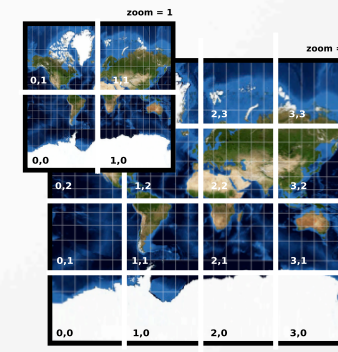 zoom = 1
zoom =
0,1 1,1
2,3 3,3
0,0 1,0
0,2 1,2 2,2 3,2
0,1 1,1 2,1 3,1
0,0 1,0 2,0 3,0